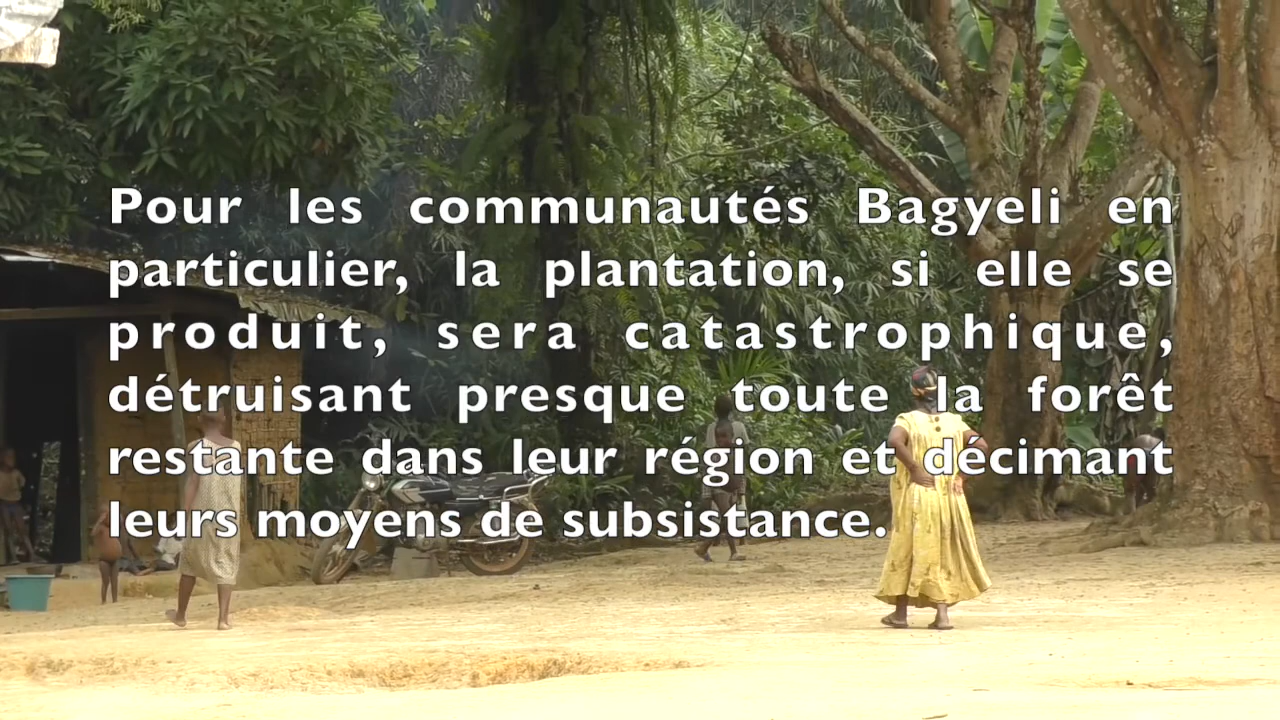 Pour les communautés Bagyeli en
particulier, la plantation, si elle se
produit, sera catastrophique,
détruisant presque toute la forêt
restante dans leur région et décimant
leurs moyens de subsistance.